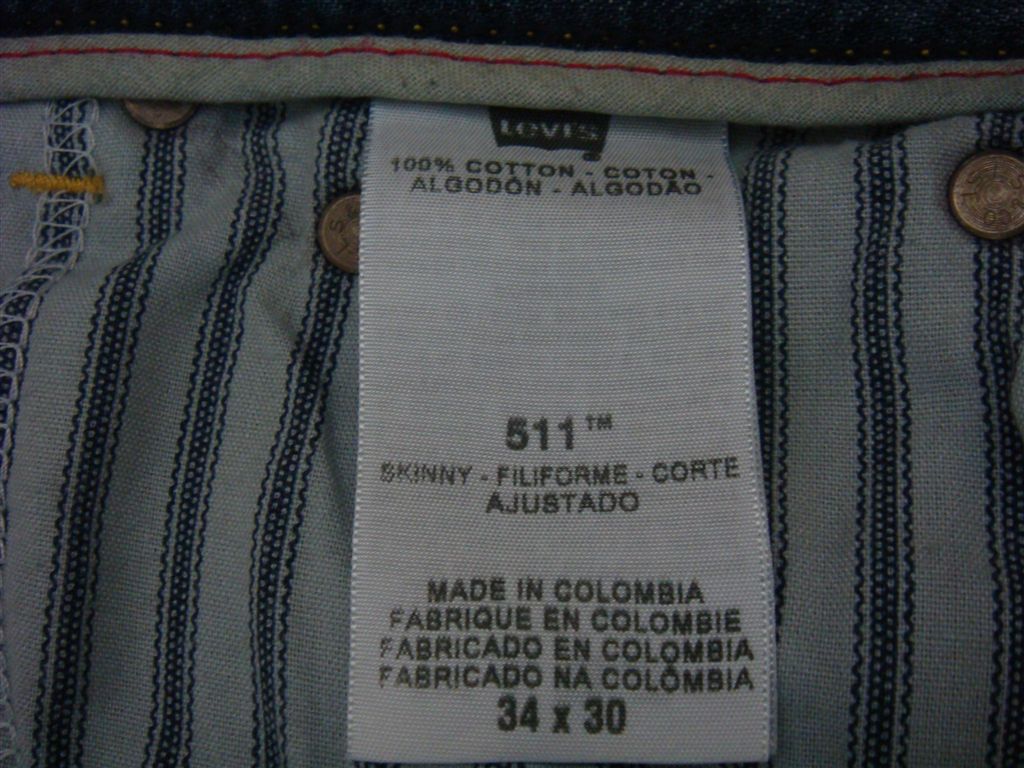 Levi's
100% COTTON - COTON -
ALGODÓN - ALGODÃO
511™
SKINNY - FILIFORME - CORTE
AJUSTADO
MADE IN COLOMBIA
FABRIQUE EN COLOMBIE
FABRICADO EN COLOMBIA
FABRICADO NA COLÔMBIA
34 x 30